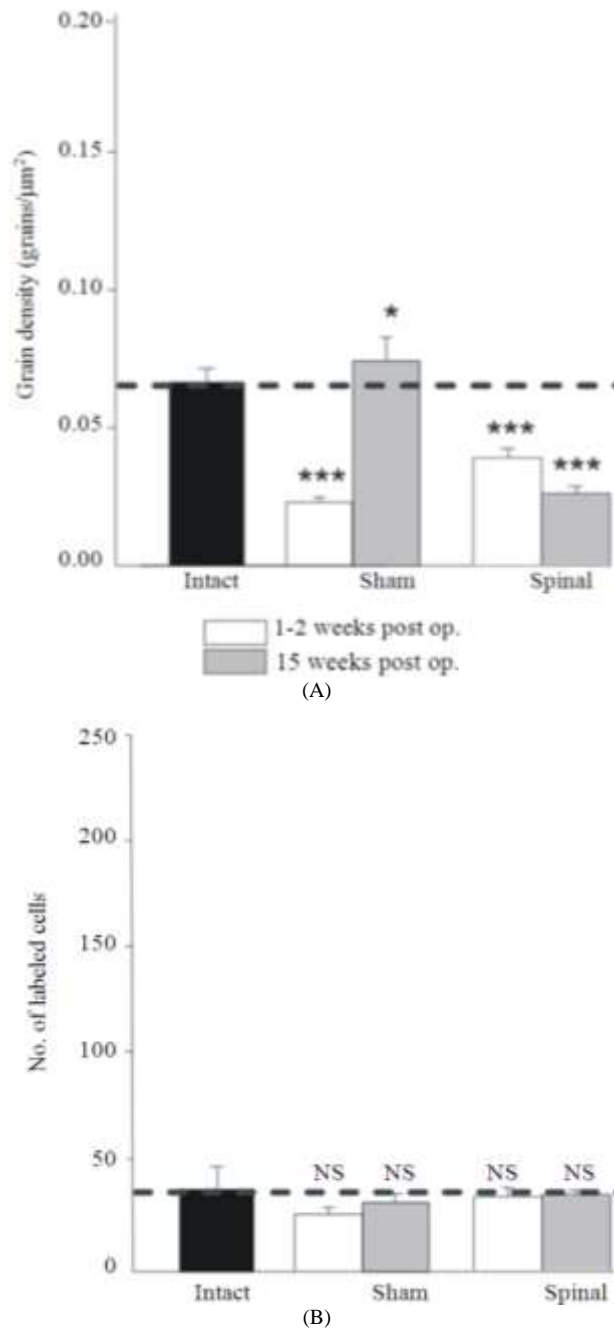 0.20
0.15
0.10
0.05
0.00
Grain density (grains/μm²)
★
★★★
★★★
★★★
Intact Sham Spinal
1-2 weeks post op.
15 weeks post op.
(A)
250
200
150
100
50
0
No. of labeled cells
NS NS NS NS
Intact Sham Spinal
(B)